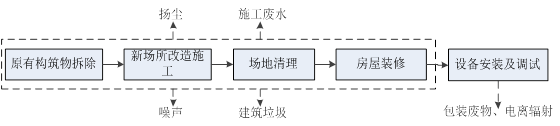 扬尘
施工废水
原有构筑物拆除
新场所改造施
工
场地清理
房屋装修
设备安装及调试
噪声
建筑垃圾
包装废物、电离辐射